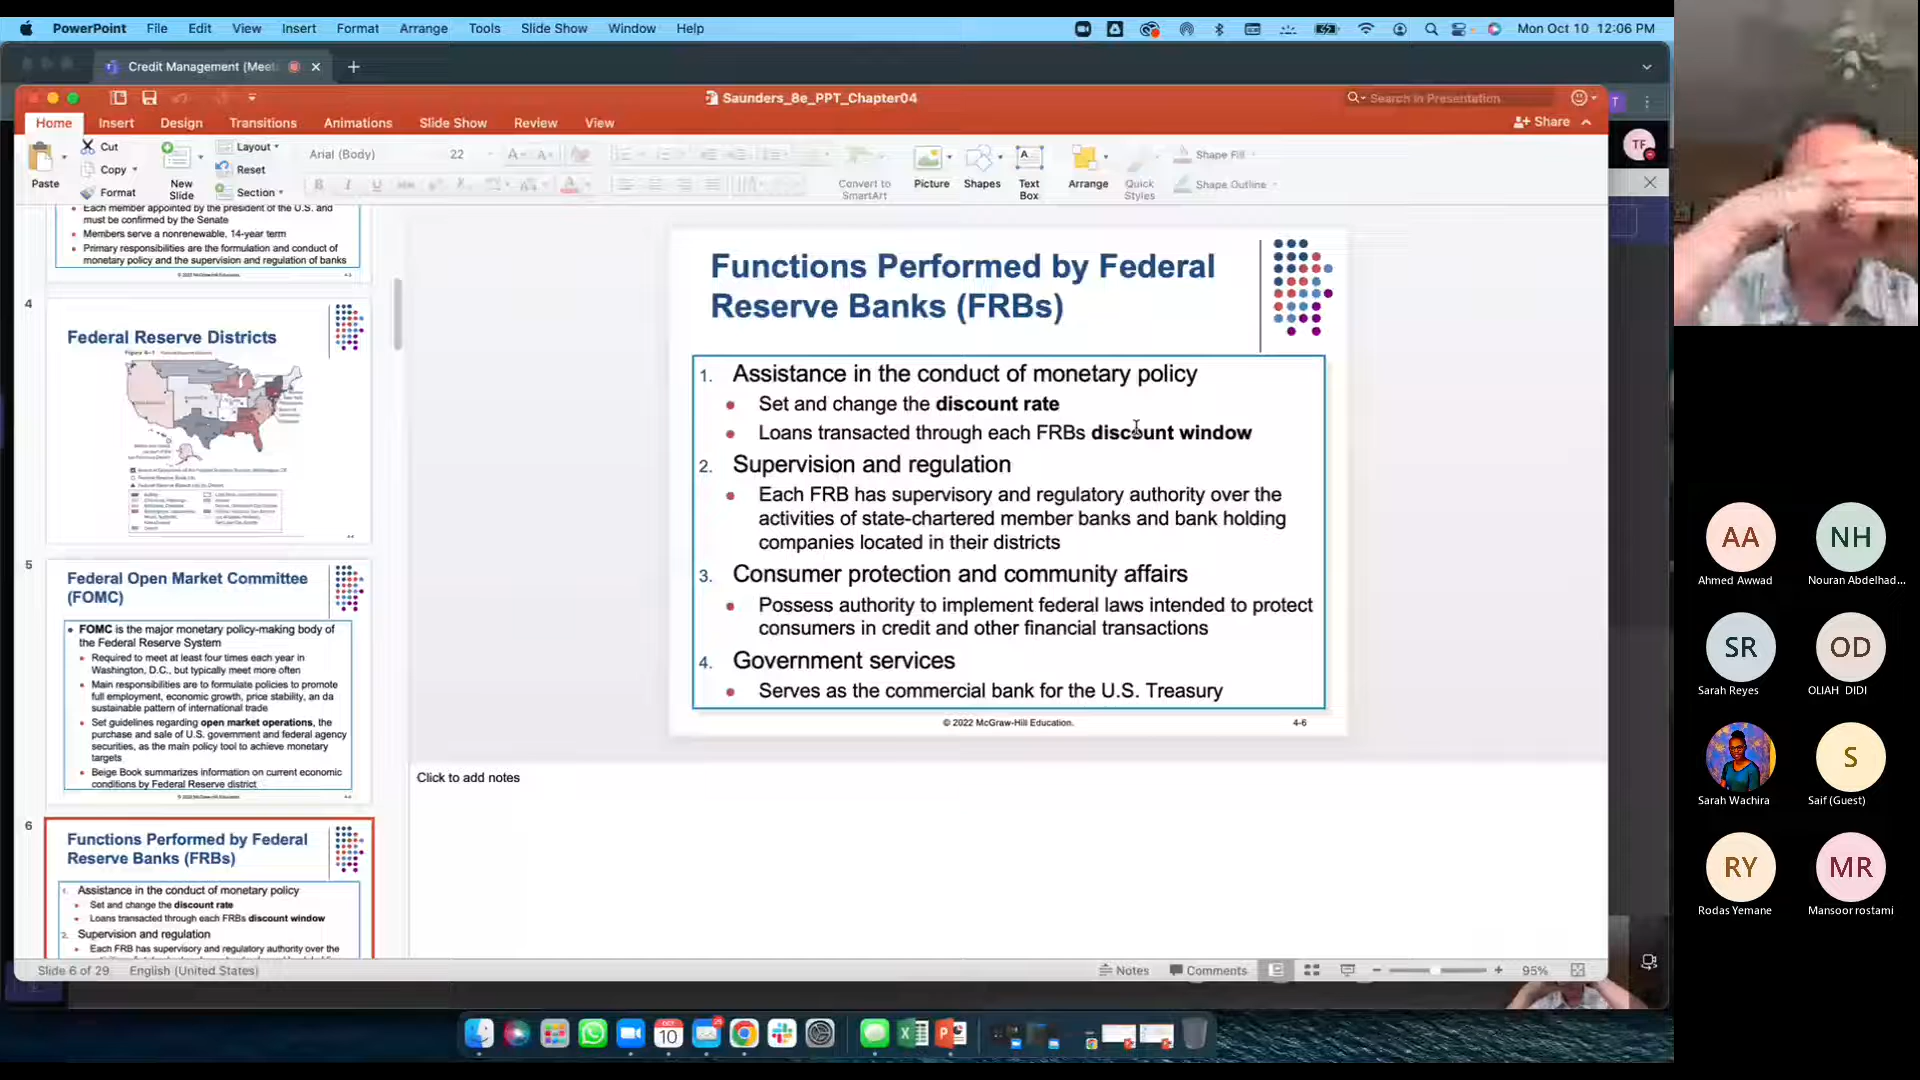 PowerPoint File Edit View Insert Format Arrange Tools Slide Show Window Help Mon Oct 10 12:06 PM
Credit Management (Meet
Saunders_8e_PPT_Chapter04
Search in Presentation
Home Insert Design Transitions Animations Slide Show Review View
Share
Paste Cut Copy Format
New Slide Layout Reset Section
Arial (Body) 22
Convert to SmartArt
Picture Shapes Text Box Arrange Quick Styles
Shape Fill
Shape Outline
TF
T
Each member appointed by the president of the U.S. and
must be confirmed by the Senate
Members serve a nonrenewable, 14-year term
Primary responsibilities are the formulation and conduct of
monetary policy and the supervision and regulation of banks
4
Federal Reserve Districts
5
Federal Open Market Committee
(FOMC)
FOMC is the major monetary policy-making body of
the Federal Reserve System
Required to meet at least four times each year in
Washington, D.C., but typically meet more often
Main responsibilities are to formulate policies to promote
full employment, economic growth, price stability, an da
sustainable pattern of international trade
Set guidelines regarding open market operations, the
purchase and sale of U.S. government and federal agency
securities, as the main policy tool to achieve monetary
targets
Beige Book summarizes information on current economic
conditions by Federal Reserve district
6
Functions Performed by Federal
Reserve Banks (FRBs)
1. Assistance in the conduct of monetary policy
Set and change the discount rate
Loans transacted through each FRBs discount window
2. Supervision and regulation
Each FRB has supervisory and regulatory authority over the
Functions Performed by Federal
Reserve Banks (FRBs)
1. Assistance in the conduct of monetary policy
Set and change the discount rate
Loans transacted through each FRBs discount window
2. Supervision and regulation
Each FRB has supervisory and regulatory authority over the
activities of state-chartered member banks and bank holding
companies located in their districts
3. Consumer protection and community affairs
Possess authority to implement federal laws intended to protect
consumers in credit and other financial transactions
4. Government services
Serves as the commercial bank for the U.S. Treasury
© 2022 McGraw-Hill Education. 4-6
Click to add notes
Slide 6 of 29 English (United States) Notes Comments 95%
OCT
10
AA NH
Ahmed Awwad Nouran Abdelhad...
SR OD
Sarah Reyes OLIAH DIDI
S
Sarah Wachira Saif (Guest)
RY MR
Rodas Yemane Mansoor rostami